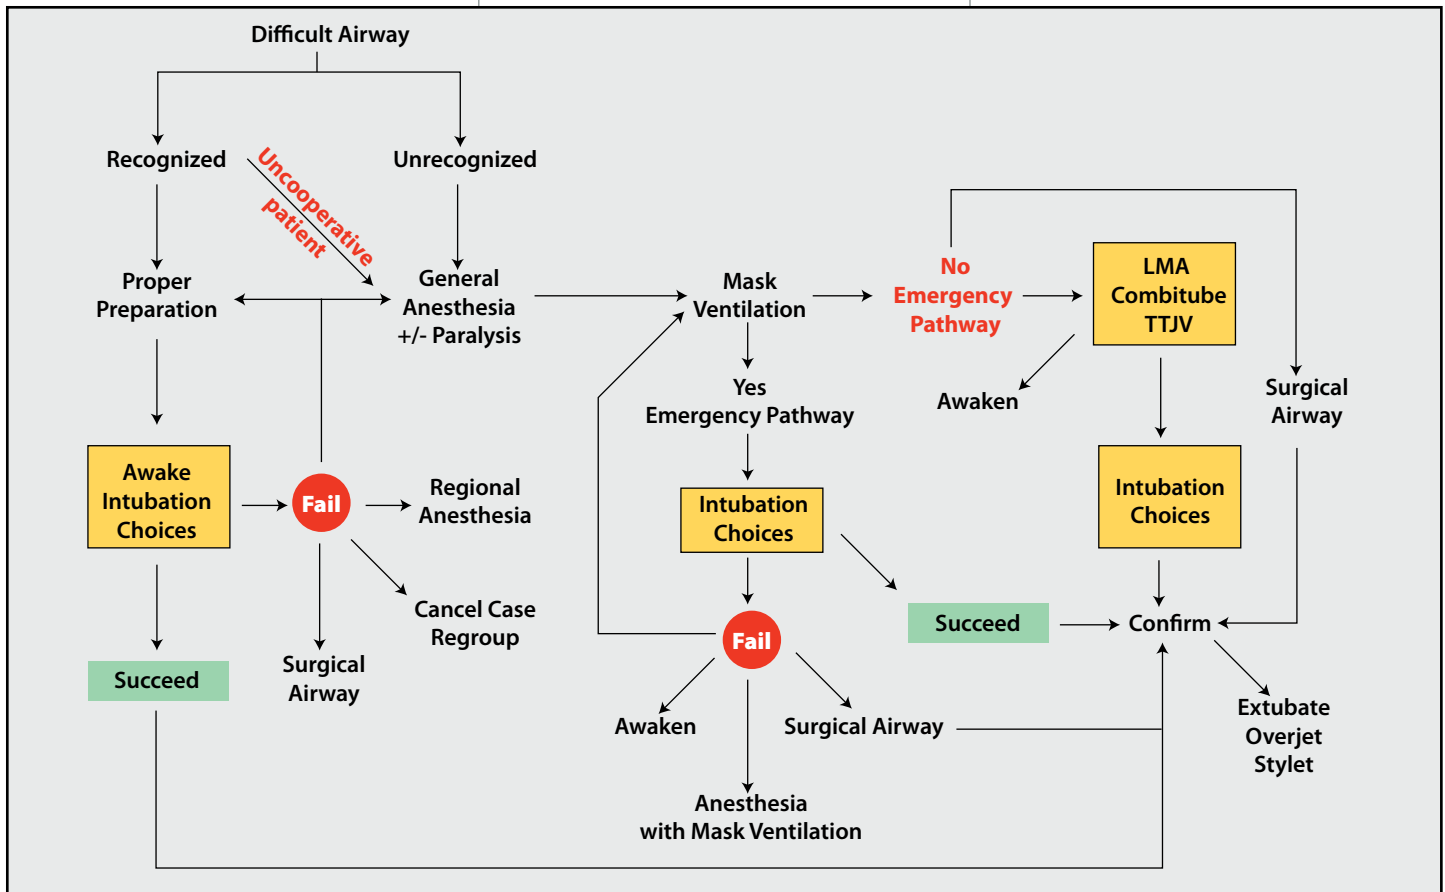 Difficult Airway
Recognized
Unrecognized
Uncooperative
patient
Proper
Preparation
General
Anesthesia
+/- Paralysis
Mask
Ventilation
No
Emergency
Pathway
LMA
Combitube
TTJV
Awaken
Surgical
Airway
Yes
Emergency Pathway
Awake
Intubation
Choices
Fail
Regional
Anesthesia
Intubation
Choices
Intubation
Choices
Cancel Case
Regroup
Surgical
Airway
Succeed
Fail
Succeed
Confirm
Awaken
Surgical Airway
Extubate
Overjet
Stylet
Anesthesia
with Mask Ventilation